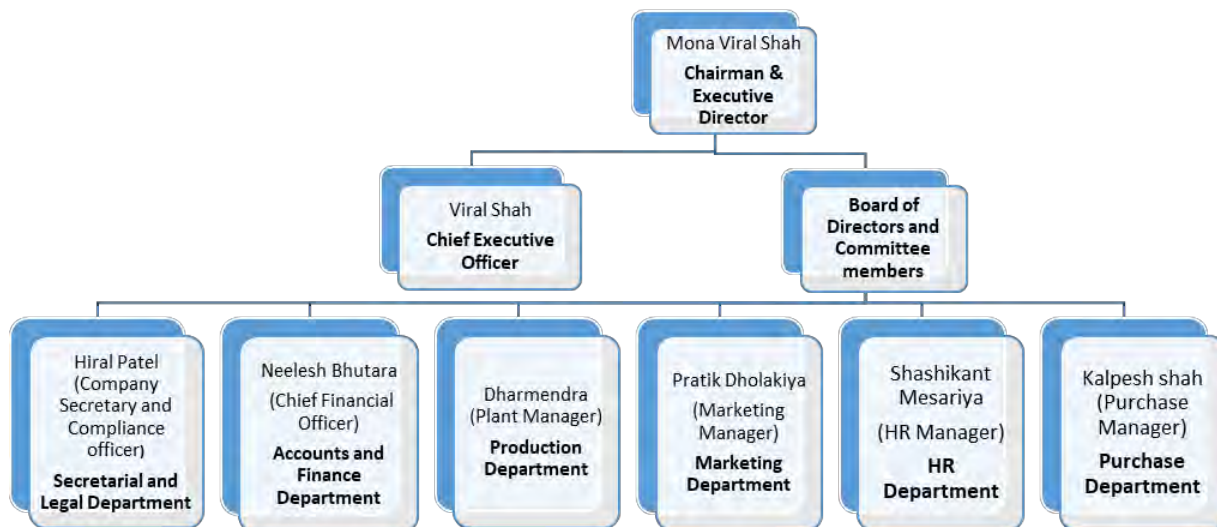 Mona Viral Shah
Chairman &
Executive
Director
Viral Shah
Chief Executive
Officer
Board of
Directors and
Committee
members
Hiral Patel
(Company
Secretary and
Compliance
officer)
Secretarial and
Legal Department
Neelesh Bhutara
(Chief Financial
Officer)
Accounts and
Finance
Department
Dharmendra
(Plant Manager)
Production
Department
Pratik Dholakiya
(Marketing
Manager)
Marketing
Department
Shashikant
Mesariya
(HR Manager)
HR
Department
Kalpesh shah
(Purchase
Manager)
Purchase
Department